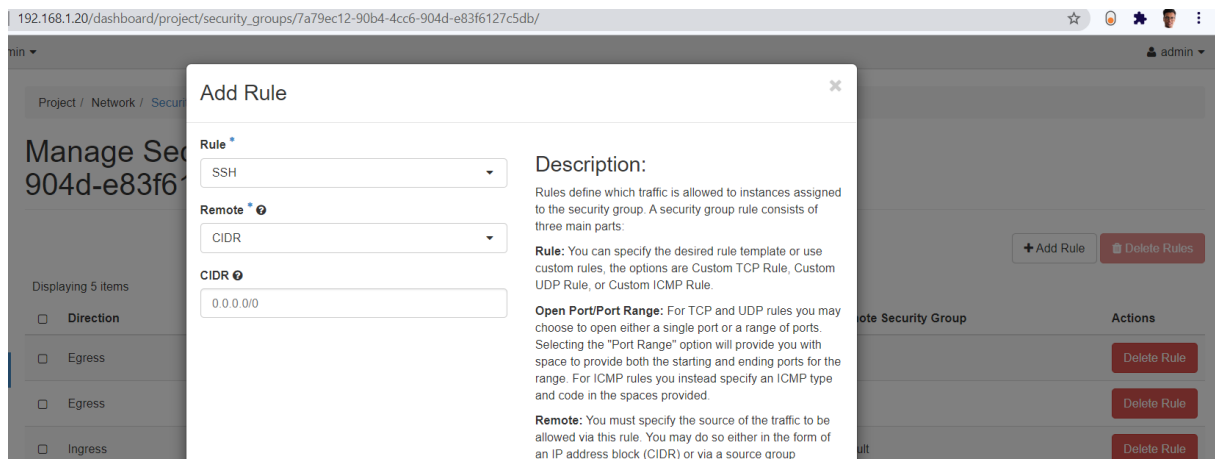 192.168.1.20/dashboard/project/security_groups/7a79ec12-90b4-4cc6-904d-e83f6127c5db/
min
admin
Project / Network / Securi
Add Rule
Manage Sec
904d-e83f61
Rule *
SSH
Remote *
CIDR
CIDR
0.0.0.0/0
Description:
Rules define which traffic is allowed to instances assigned
to the security group. A security group rule consists of
three main parts:
Rule: You can specify the desired rule template or use
custom rules, the options are Custom TCP Rule, Custom
UDP Rule, or Custom ICMP Rule.
Open Port/Port Range: For TCP and UDP rules you may
choose to open either a single port or a range of ports.
Selecting the "Port Range" option will provide you with
space to provide both the starting and ending ports for the
range. For ICMP rules you instead specify an ICMP type
and code in the spaces provided.
Remote: You must specify the source of the traffic to be
allowed via this rule. You may do so either in the form of
an IP address block (CIDR) or via a source group
+ Add Rule
Delete Rules
Displaying 5 items
Direction
ote Security Group
Actions
Egress
Delete Rule
Egress
Delete Rule
Ingress
ult
Delete Rule